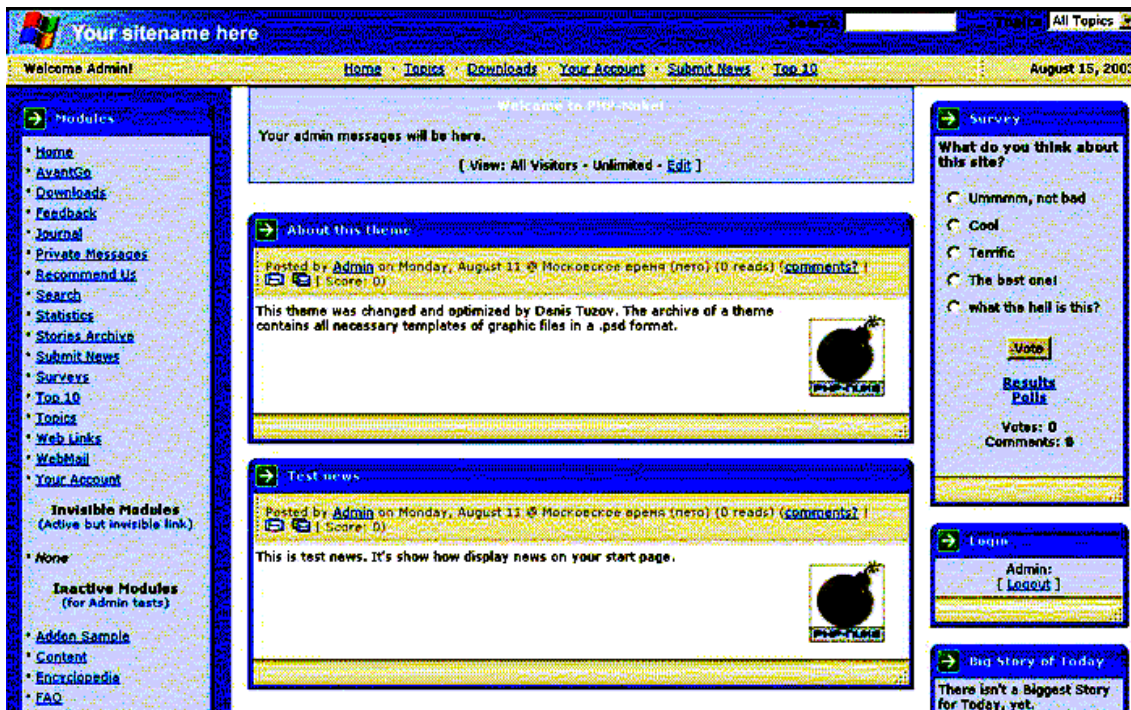 Your sitename here
Search
Topics
All Topics
Welcome Admin!
Home · Topics · Downloads · Your Account · Submit News · Top 10
August 15, 2003
Modules
Home
AvantGo
Downloads
Feedback
Journal
Private Messages
Recommend Us
Search
Statistics
Stories Archive
Submit News
Surveys
Top 10
Topics
Web Links
WebMail
Your Account
Invisible Modules
(Active but invisible link)
None
Inactive Modules
(for Admin tests)
Addon Sample
Content
Encyclopedia
FAQ
Welcome to PHP-Nuke!
Your admin messages will be here.
[ View: All Visitors - Unlimited - Edit ]
About this theme
Posted by Admin on Monday, August 11 @ Московское время (лето) (0 reads) (comments? |
| Score: 0)
This theme was changed and optimized by Denis Tuzov. The archive of a theme
contains all necessary templates of graphic files in a .psd format.
PHP-NUKE
Test news
Posted by Admin on Monday, August 11 @ Московское время (лето) (0 reads) (comments? |
| Score: 0)
This is test news. It's show how display news on your start page.
PHP-NUKE
Survey
What do you think about
this site?
Ummmm, not bad
Cool
Terrific
The best one!
what the hell is this?
Vote
Results
Polls
Votes: 0
Comments: 0
Login
Admin:
[ Logout ]
Big Story of Today
There isn't a Biggest Story
for Today, yet.